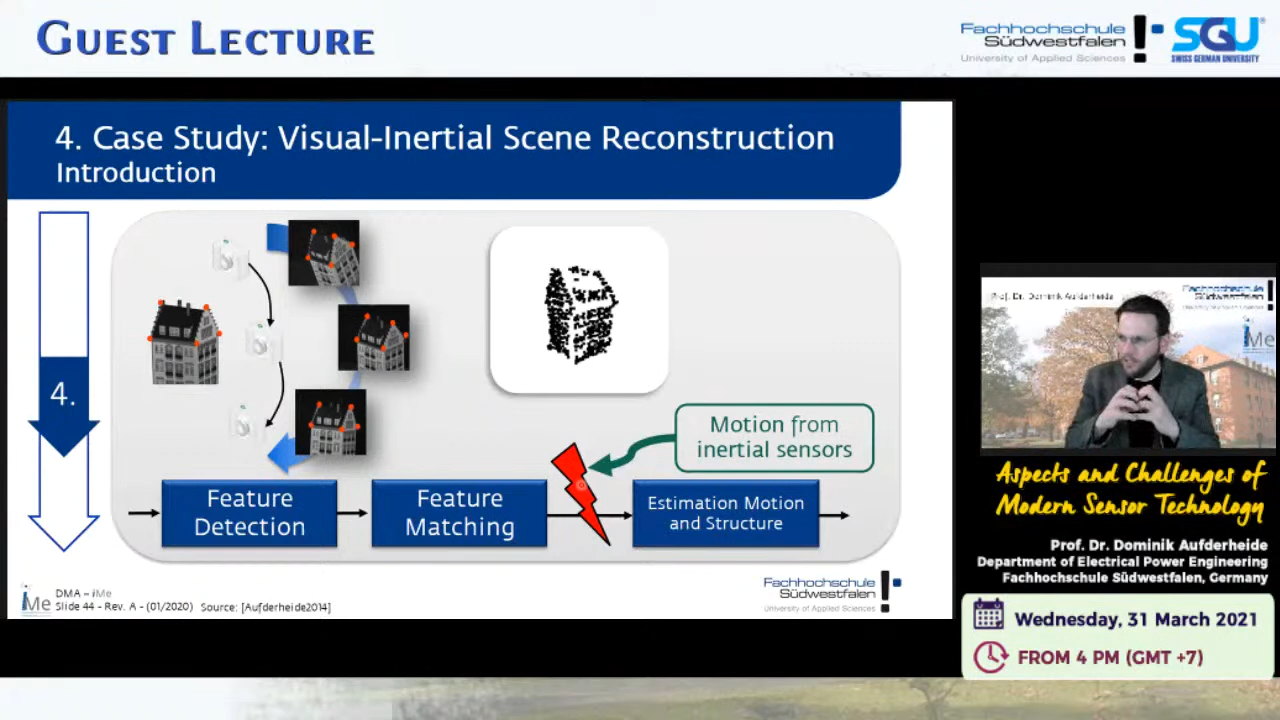 GUEST LECTURE
Fachhochschule
Südwestfalen
University of Applied Sciences
SGU
SWISS GERMAN UNIVERSITY
4. Case Study: Visual-Inertial Scene Reconstruction
Introduction
4.
Motion from
inertial sensors
Feature
Detection
Feature
Matching
Estimation Motion
and Structure
iMe
DMA – iMe
Slide 44 - Rev. A - (01/2020) Source: [Aufderheide2014]
Fachhochschule
Südwestfalen
University of Applied Sciences
Prof. Dr. Dominik Aufderheide
Fachhochschule
Südwestfalen
iMe
Aspects and Challenges of
Modern Sensor Technology
Prof. Dr. Dominik Aufderheide
Department of Electrical Power Engineering
Fachhochschule Südwestfalen, Germany
Wednesday, 31 March 2021
FROM 4 PM (GMT +7)